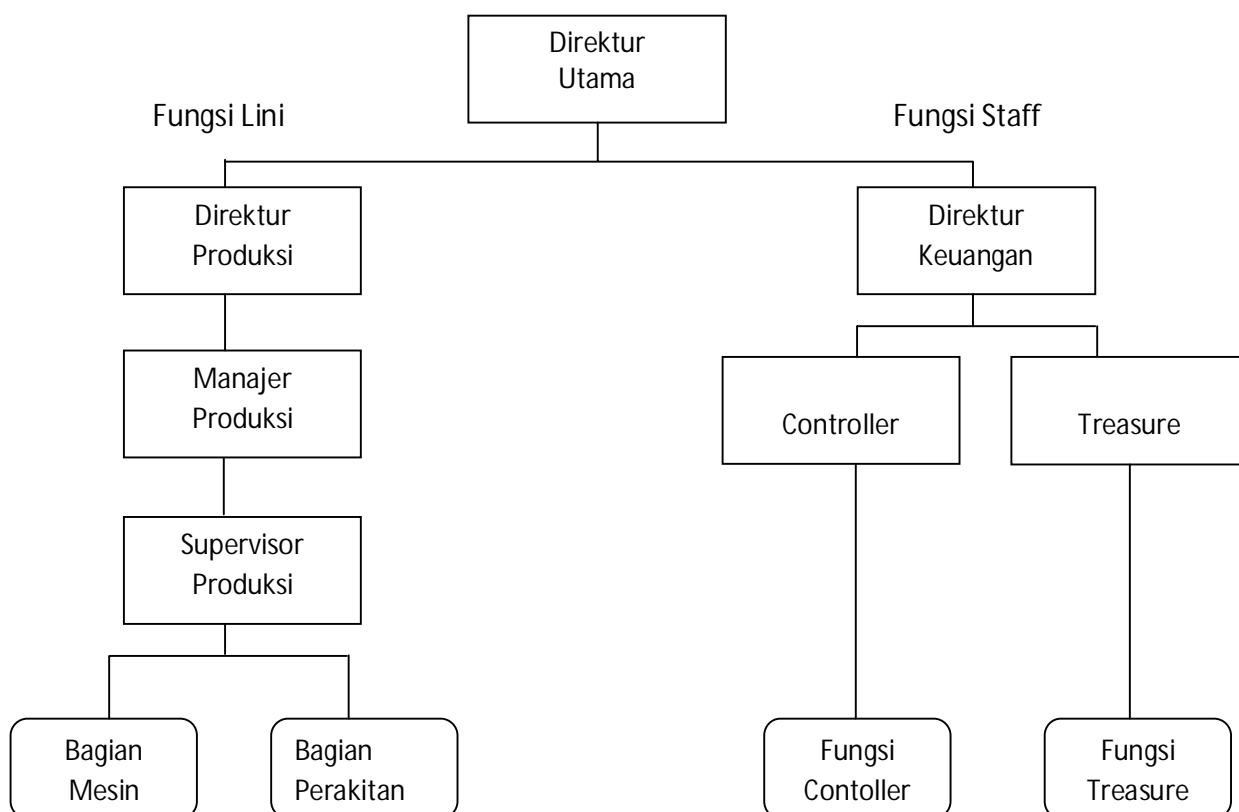 Direktur
Utama
Fungsi Lini
Fungsi Staff
Direktur
Produksi
Direktur
Keuangan
Manajer
Produksi
Controller
Treasure
Supervisor
Produksi
Bagian
Mesin
Bagian
Perakitan
Fungsi
Contoller
Fungsi
Treasure